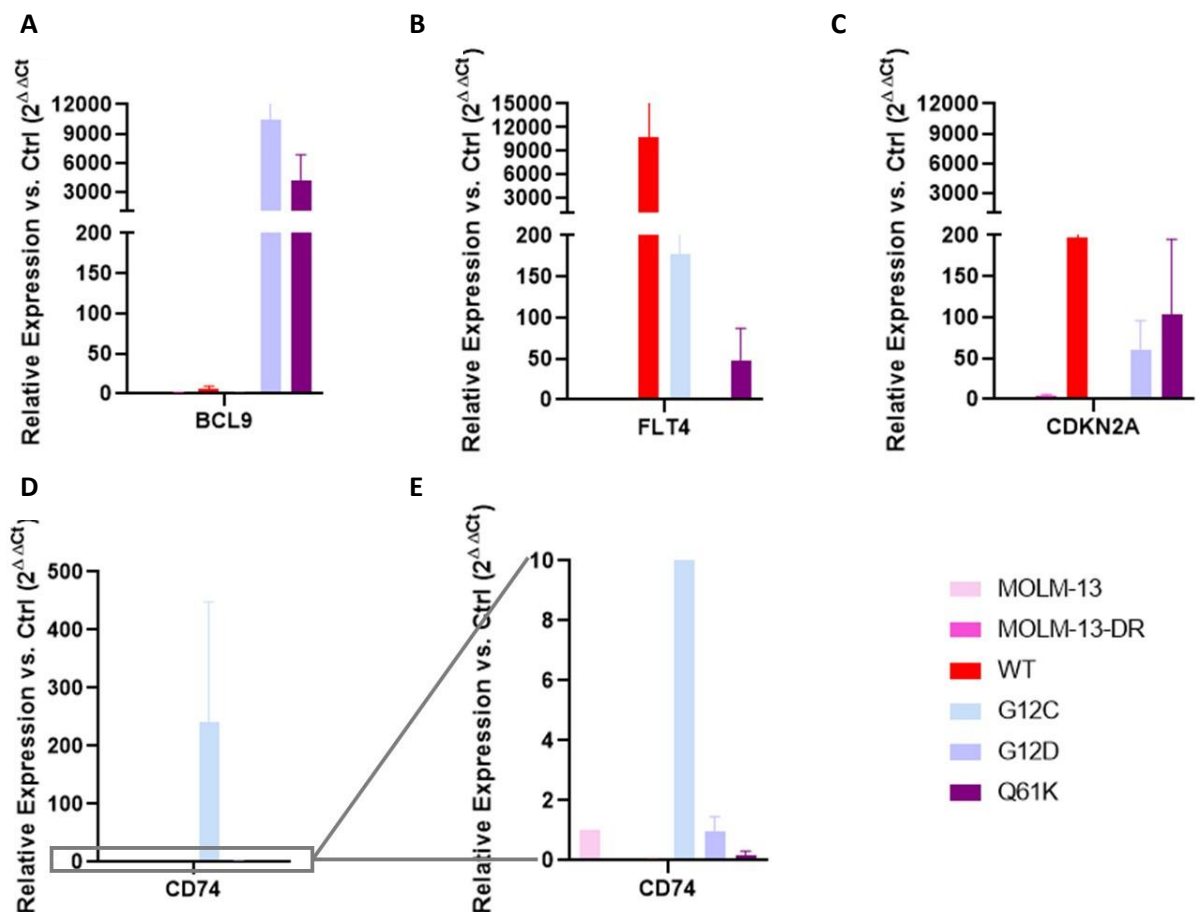 A
Relative Expression vs. Ctrl (2^ΔΔCt)
12000
9000
6000
3000
200
150
100
50
0
BCL9
B
Relative Expression vs. Ctrl (2^ΔΔCt)
15000
12000
9000
6000
3000
200
150
100
50
0
FLT4
C
Relative Expression vs. Ctrl (2^ΔΔCt)
12000
9000
6000
3000
200
150
100
50
0
CDKN2A
D
Relative Expression vs. Ctrl (2^ΔΔCt)
500
400
300
200
100
0
CD74
E
Relative Expression vs. Ctrl (2^ΔΔCt)
10
8
6
4
2
0
CD74
MOLM-13
MOLM-13-DR
WT
G12C
G12D
Q61K